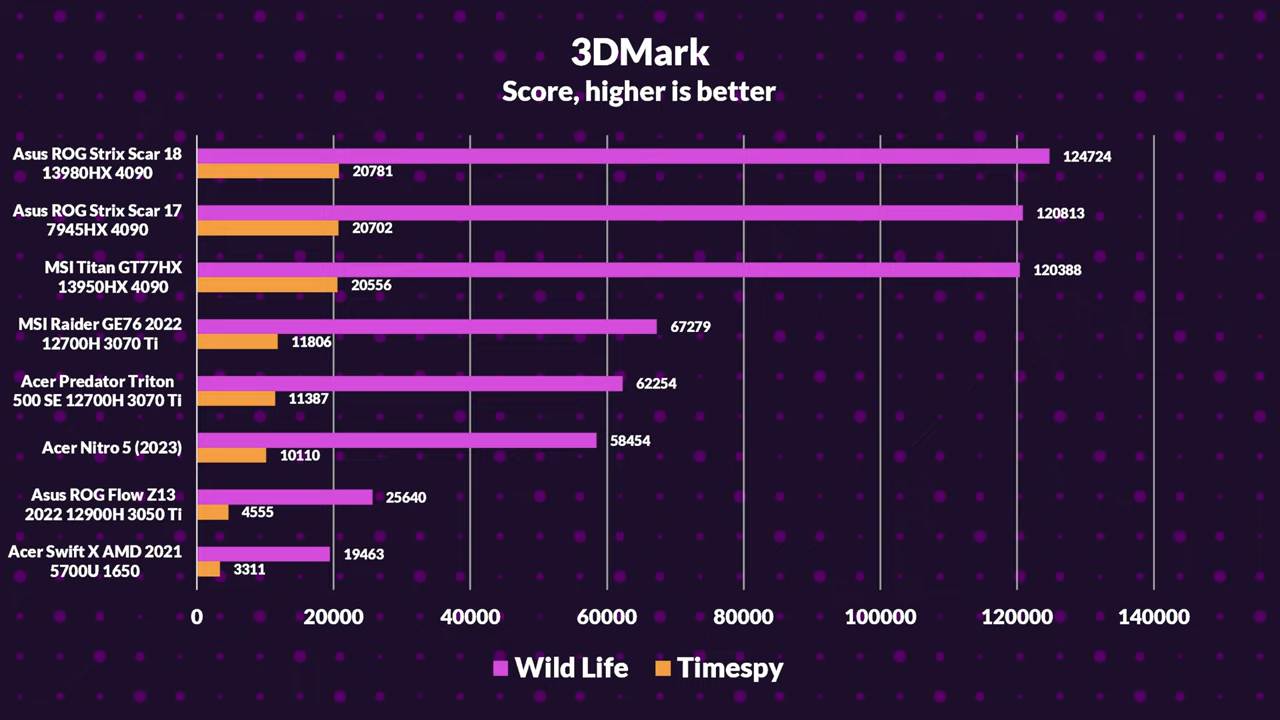 3DMark
Score, higher is better
Asus ROG Strix Scar 18
13980HX 4090
124724
20781
Asus ROG Strix Scar 17
7945HX 4090
120813
20702
MSI Titan GT77HX
13950HX 4090
120388
20556
MSI Raider GE76 2022
12700H 3070 Ti
67279
11806
Acer Predator Triton
500 SE 12700H 3070 Ti
62254
11387
Acer Nitro 5 (2023)
58454
10110
Asus ROG Flow Z13
2022 12900H 3050 Ti
25640
4555
Acer Swift X AMD 2021
5700U 1650
19463
3311
0 20000 40000 60000 80000 100000 120000 140000
Wild Life Timespy